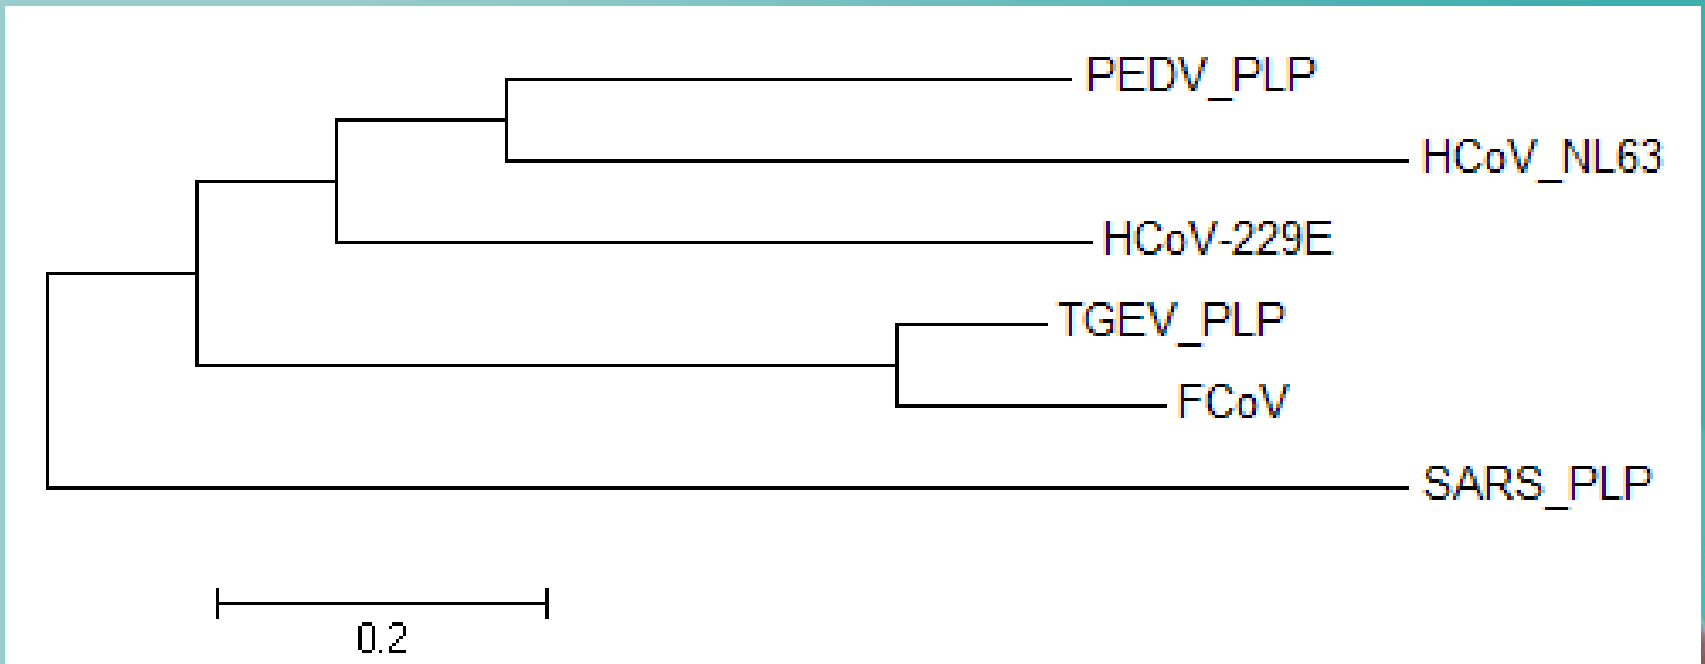 PEDV_PLP
HCoV_NL63
HCoV-229E
TGEV_PLP
FCoV
SARS_PLP
0.2